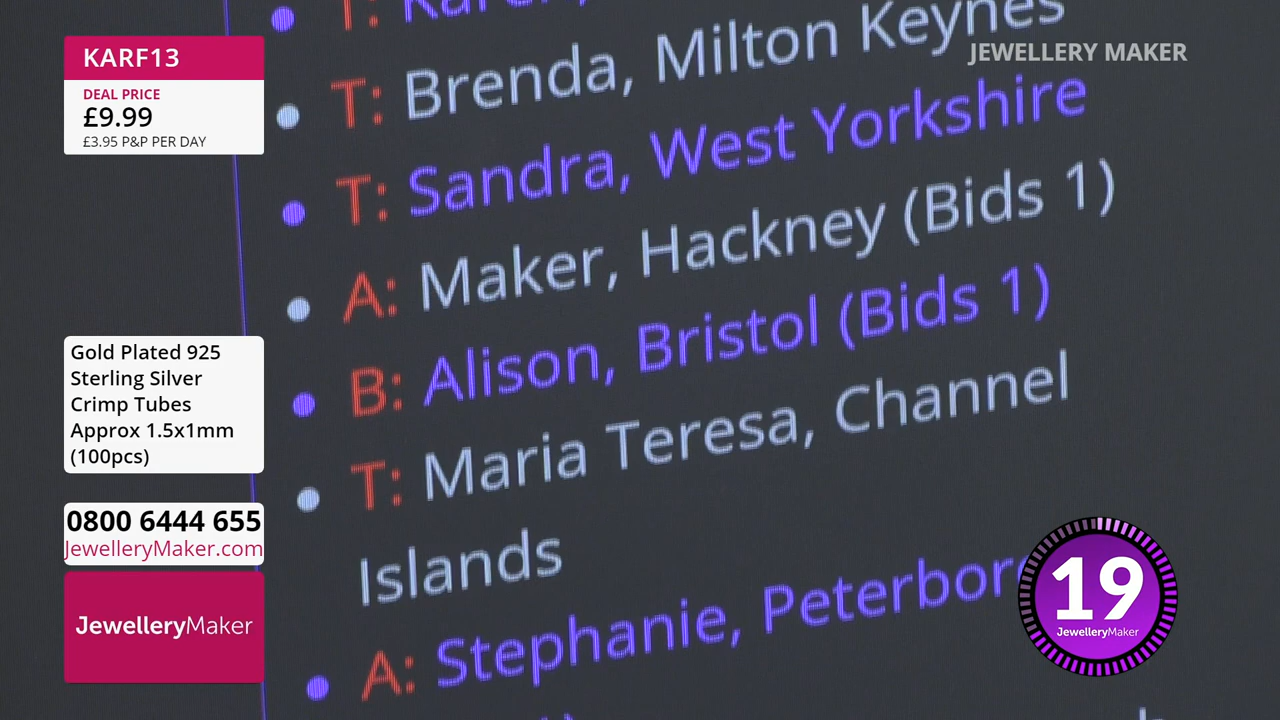 KARF13
DEAL PRICE
£9.99
£3.95 P&P PER DAY
JEWELLERY MAKER
T: Karen,
T: Brenda, Milton Keynes
T: Sandra, West Yorkshire
A: Maker, Hackney (Bids 1)
B: Alison, Bristol (Bids 1)
T: Maria Teresa, Channel
Islands
A: Stephanie,
Gold Plated 925
Sterling Silver
Crimp Tubes
Approx 1.5x1mm
(100pcs)
0800 6444 655
JewelleryMaker.com
JewelleryMaker
19
JewelleryMaker